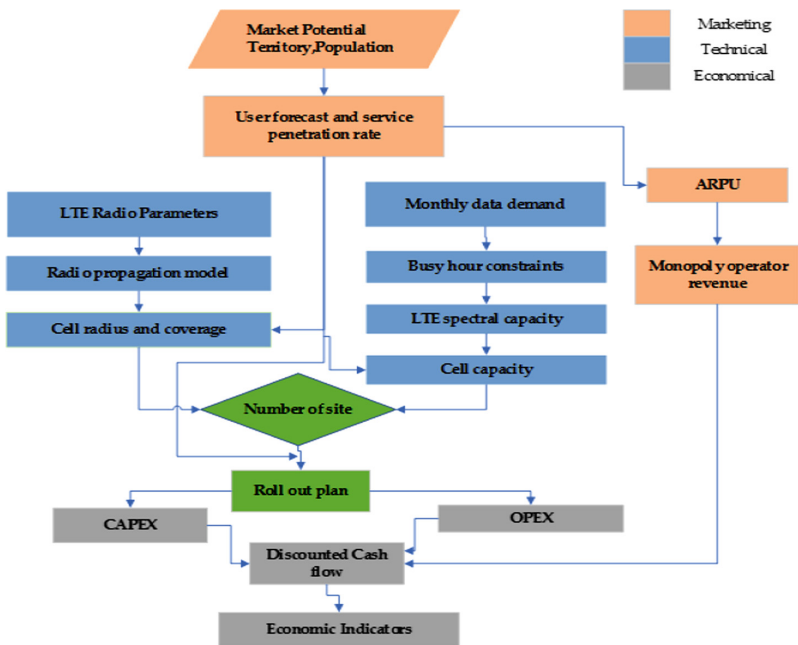 Market Potential
Territory,Population
Marketing
Technical
Economical
User forecast and service
penetration rate
ARPU
LTE Radio Parameters
Monthly data demand
Radio propagation model
Busy hour constraints
Monopoly operator
revenue
Cell radius and coverage
LTE spectral capacity
Cell capacity
Number of site
Roll out plan
CAPEX
OPEX
Discounted Cash
flow
Economic Indicators